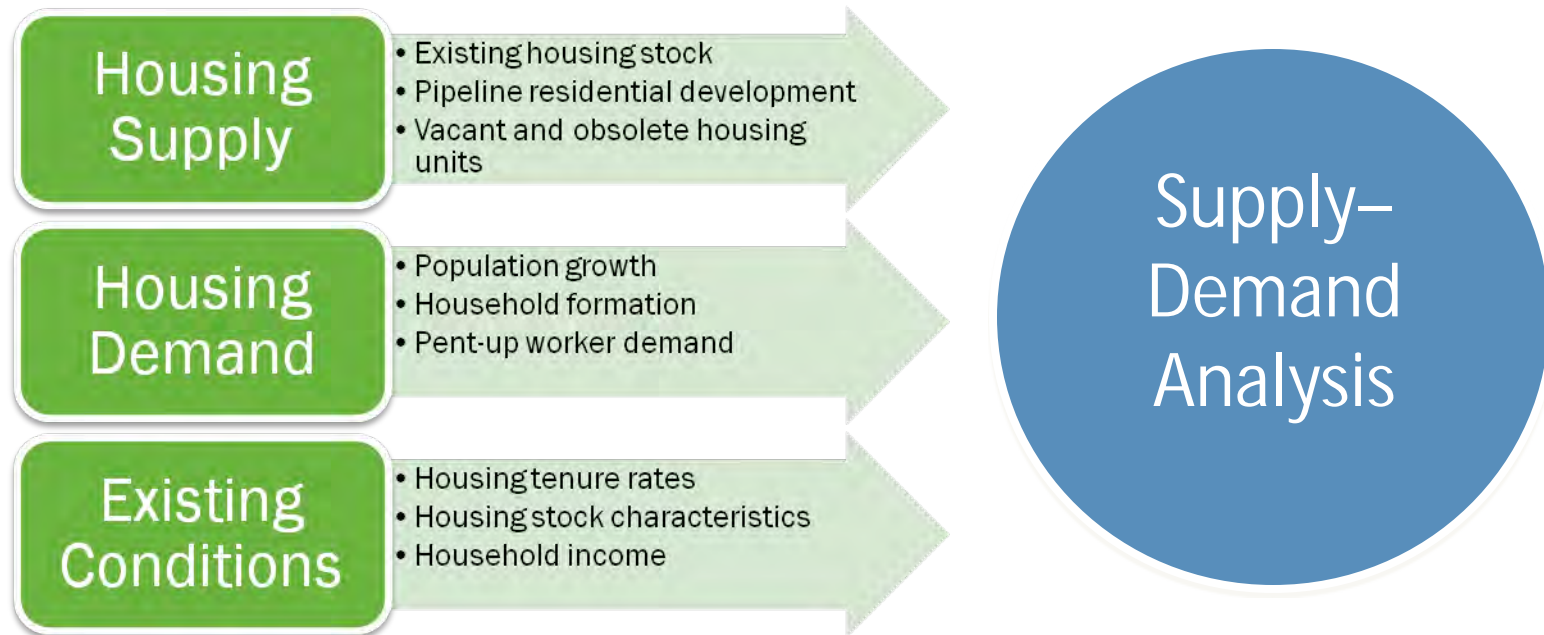 Housing
Supply
• Existing housing stock
• Pipeline residential development
• Vacant and obsolete housing
units
Housing
Demand
• Population growth
• Household formation
• Pent-up worker demand
Existing
Conditions
• Housing tenure rates
• Housing stock characteristics
• Household income
Supply–
Demand
Analysis